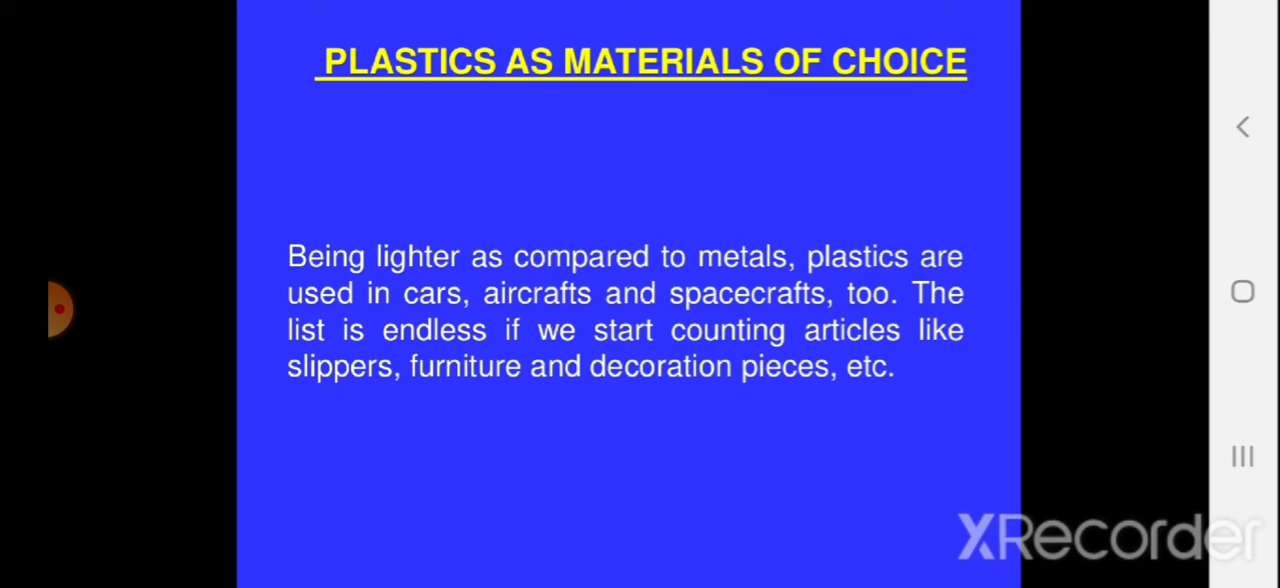 PLASTICS AS MATERIALS OF CHOICE
Being lighter as compared to metals, plastics are
used in cars, aircrafts and spacecrafts, too. The
list is endless if we start counting articles like
slippers, furniture and decoration pieces, etc.
XRecorder